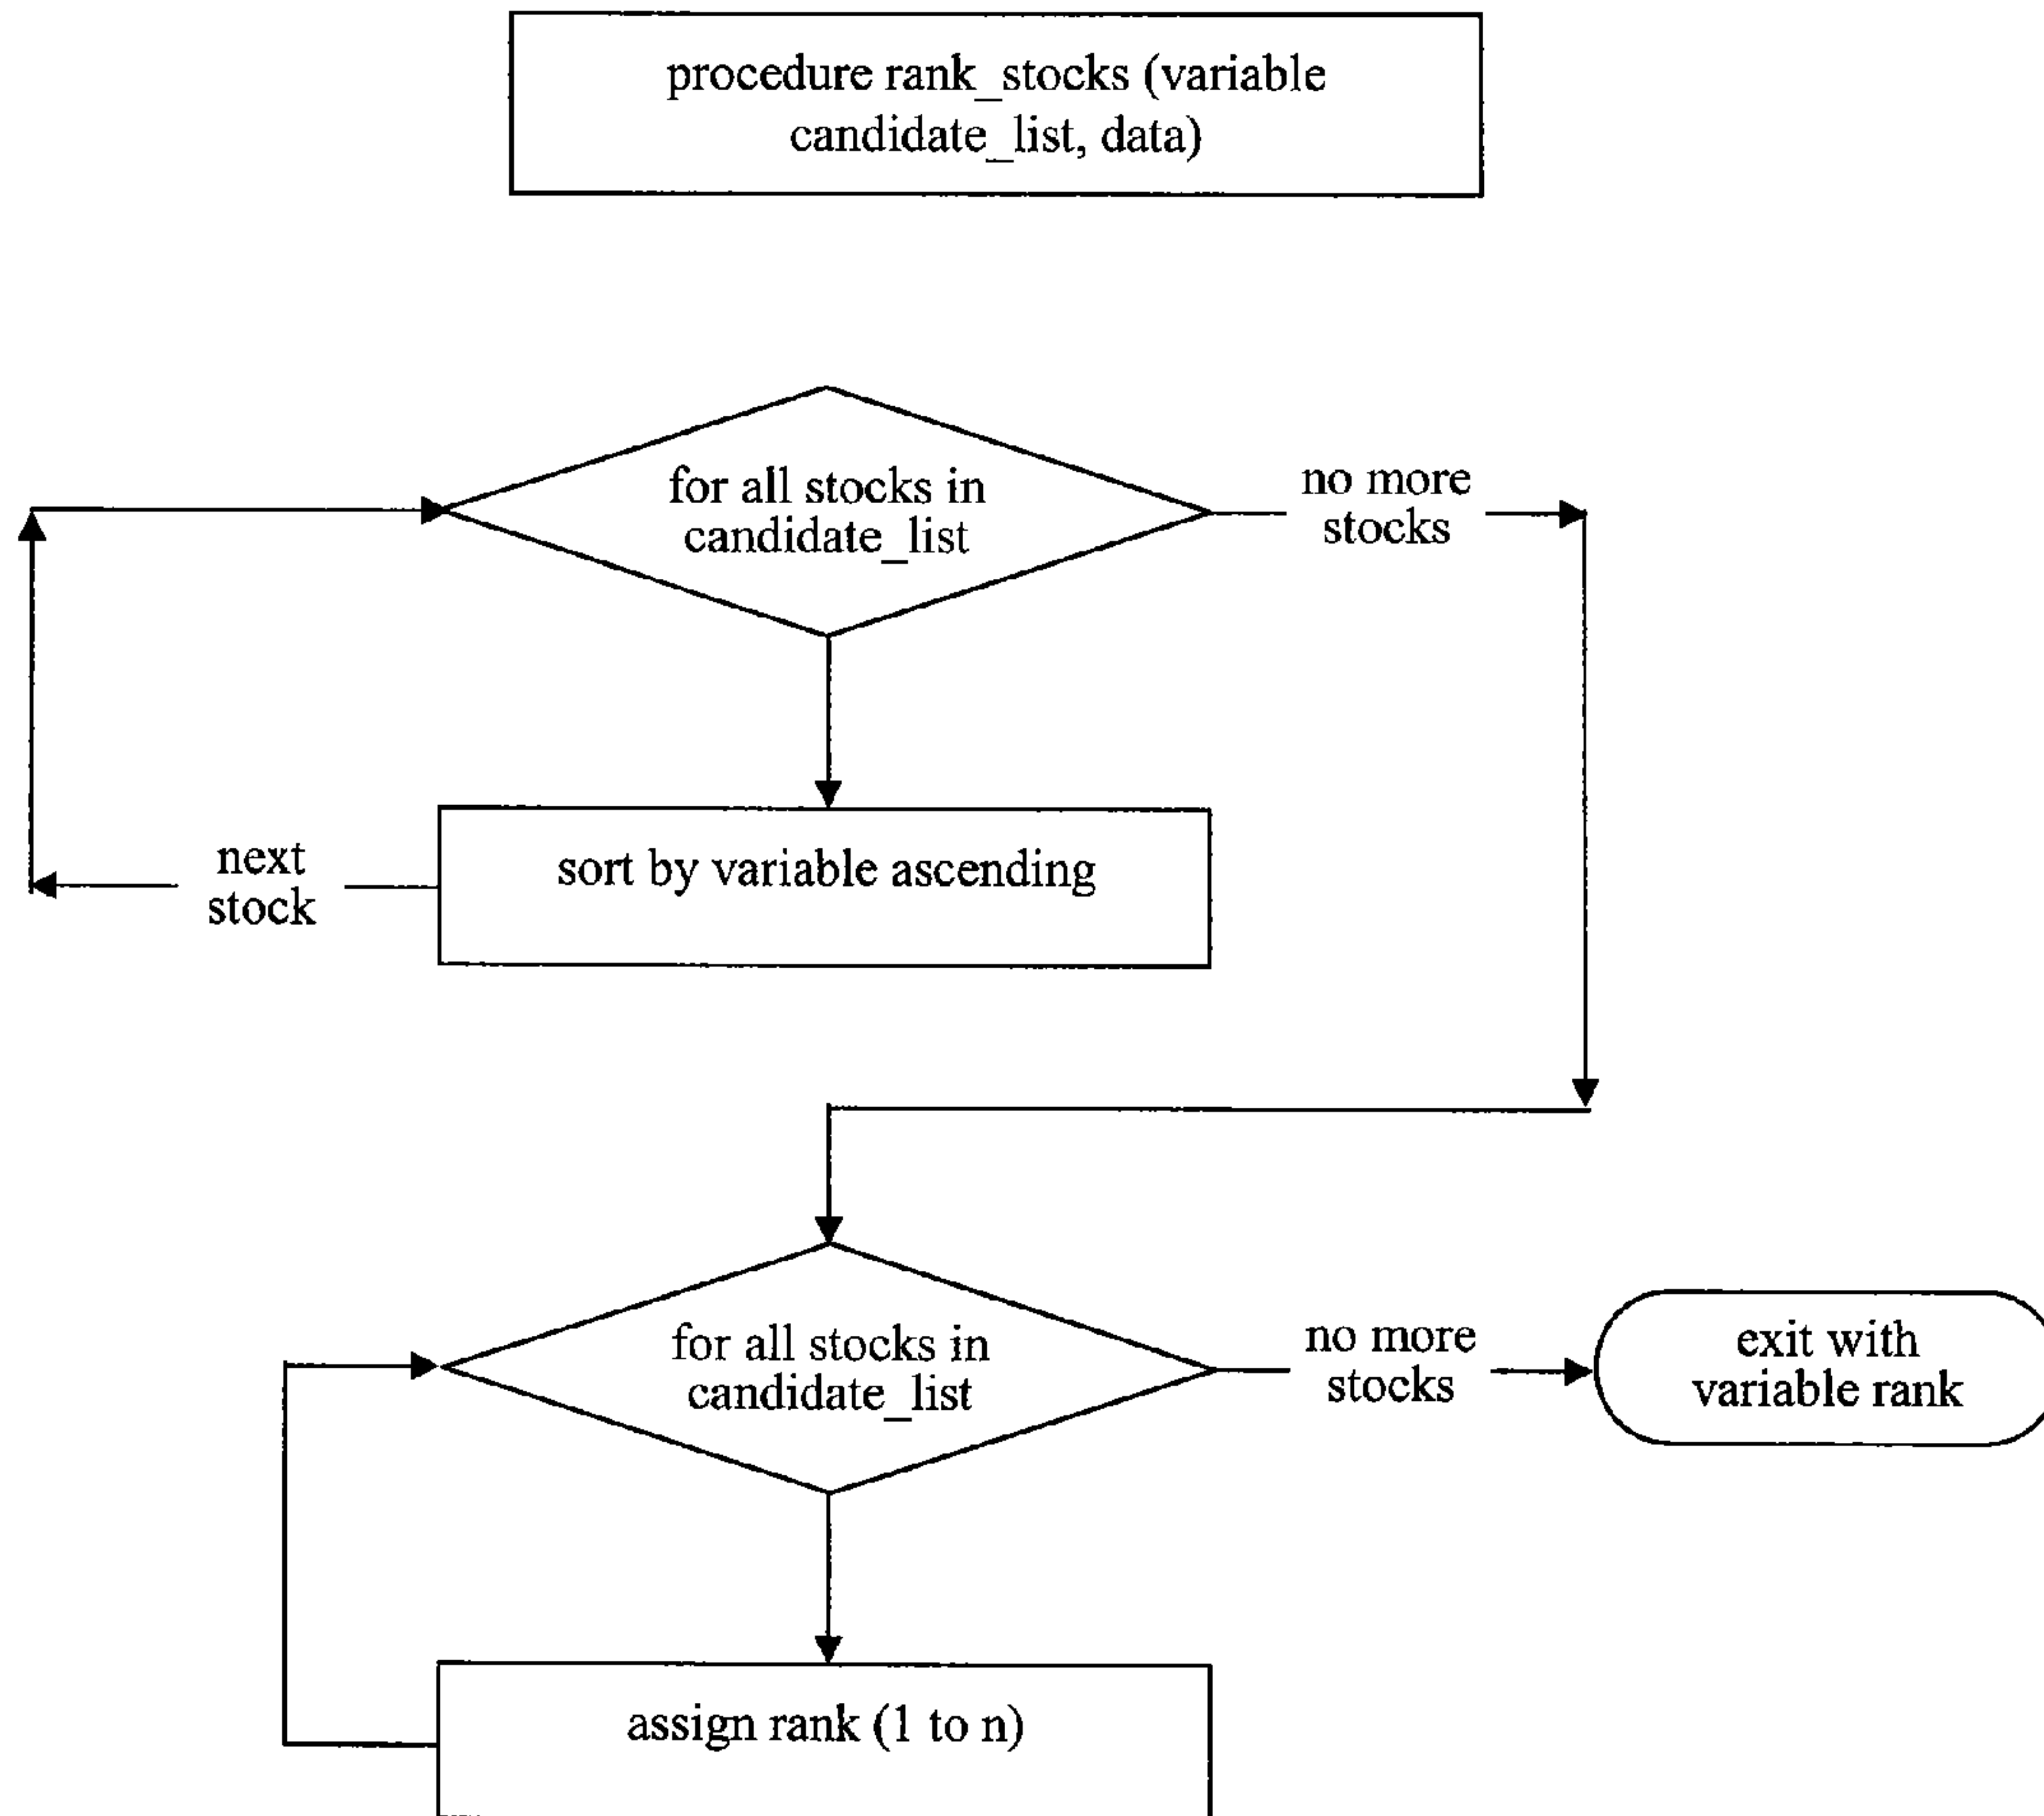 procedure rank_stocks (variable
candidate_list, data)
for all stocks in
candidate_list
no more
stocks
sort by variable ascending
next
stock
for all stocks in
candidate_list
no more
stocks
exit with
variable rank
assign rank (1 to n)